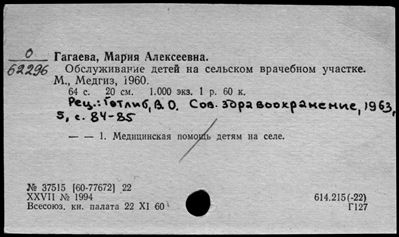 О
62296
Гагаева, Мария Алексеевна.
Обслуживание детей на сельском врачебном участке.
М., Медгиз, 1960.
64 с. 20 см. 1.000 экз. 1 р. 60 к.
Рец.: Готлиб, В.О. Сов. здравоохранение, 1963,
5, с. 84-85
— — 1. Медицинская помощь детям на селе.
№ 37515 [60-77672] 22
XXVII № 1994
Всесоюз. кн. палата 22 XI 60
614.215(-22)
Г127